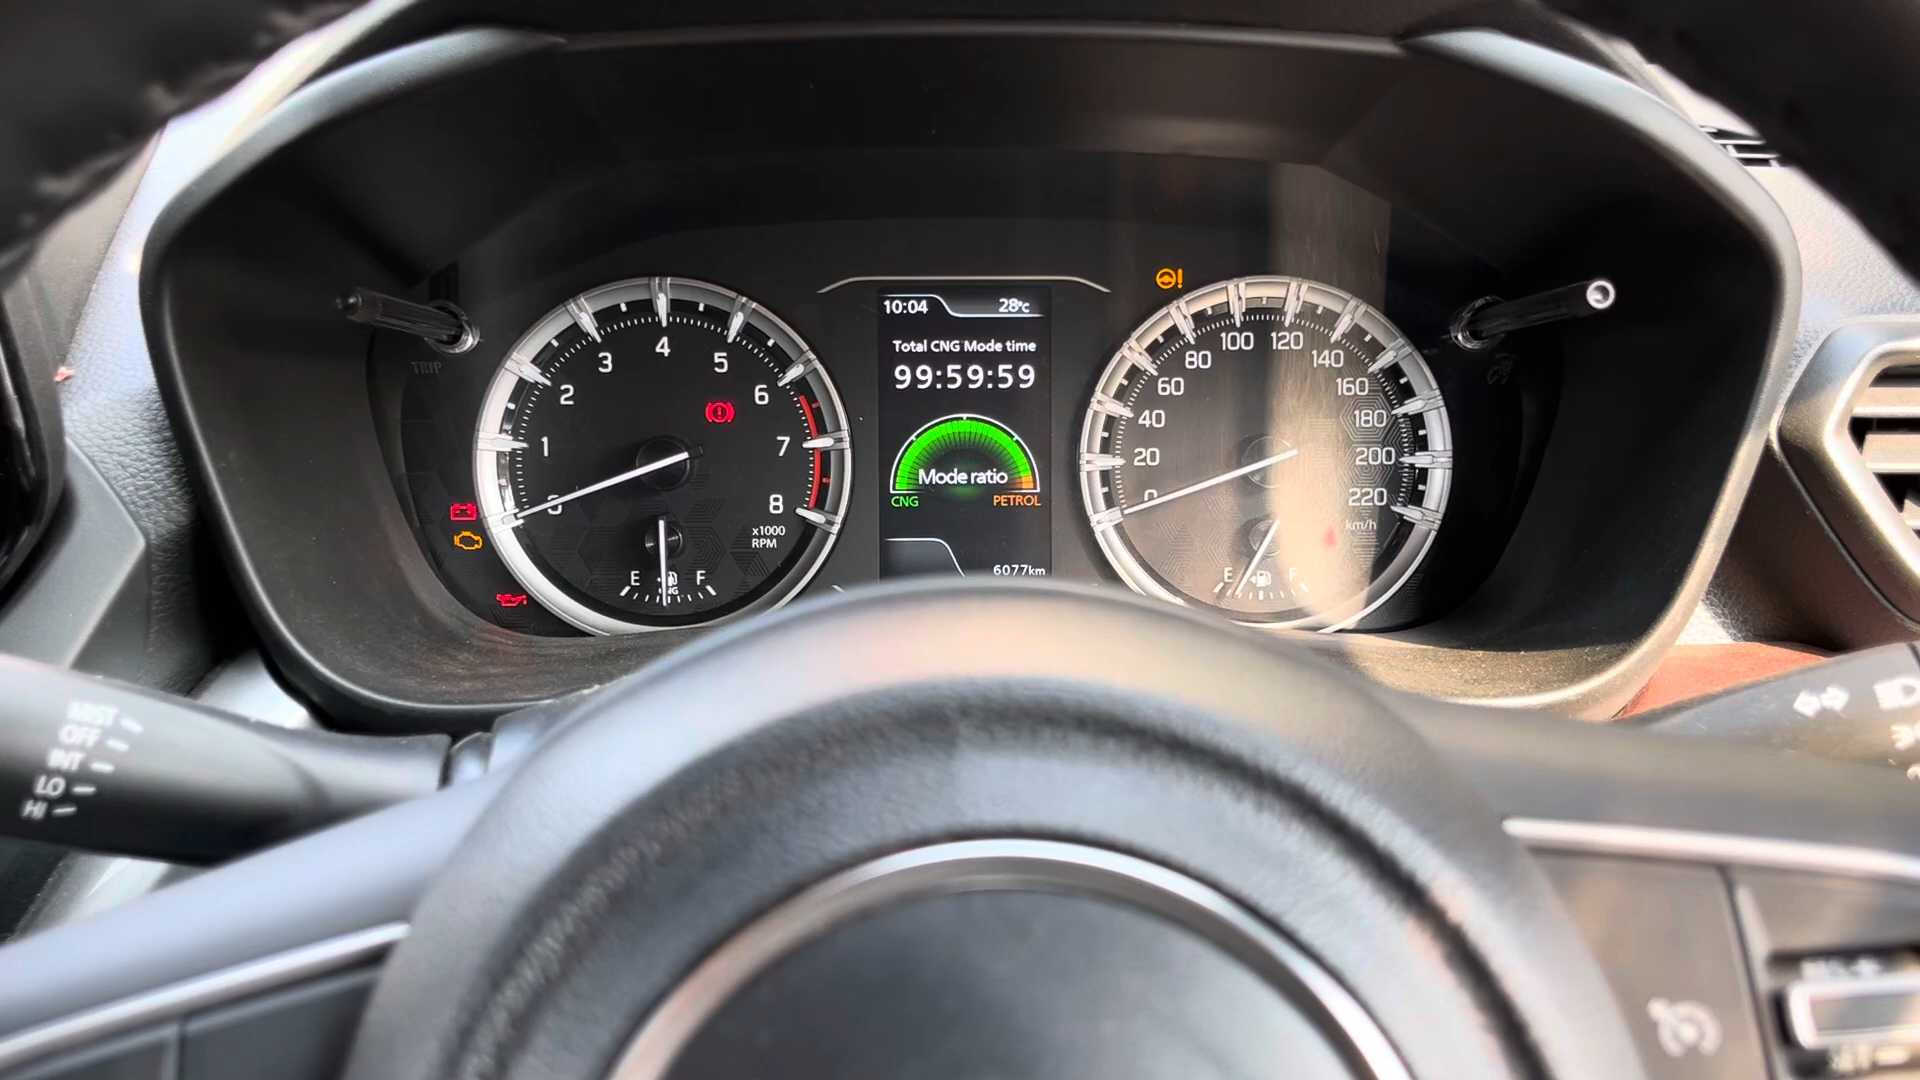 10:04 28°C
Total CNG Mode time
99:59:59
Mode ratio
CNG PETROL
6077km
TRIP
1
2
3
4
5
6
7
8
x1000
RPM
E F
0
20
40
60
80
100
120
140
160
180
200
220
km/h
E F
MIST
OFF
INT
LO
HI